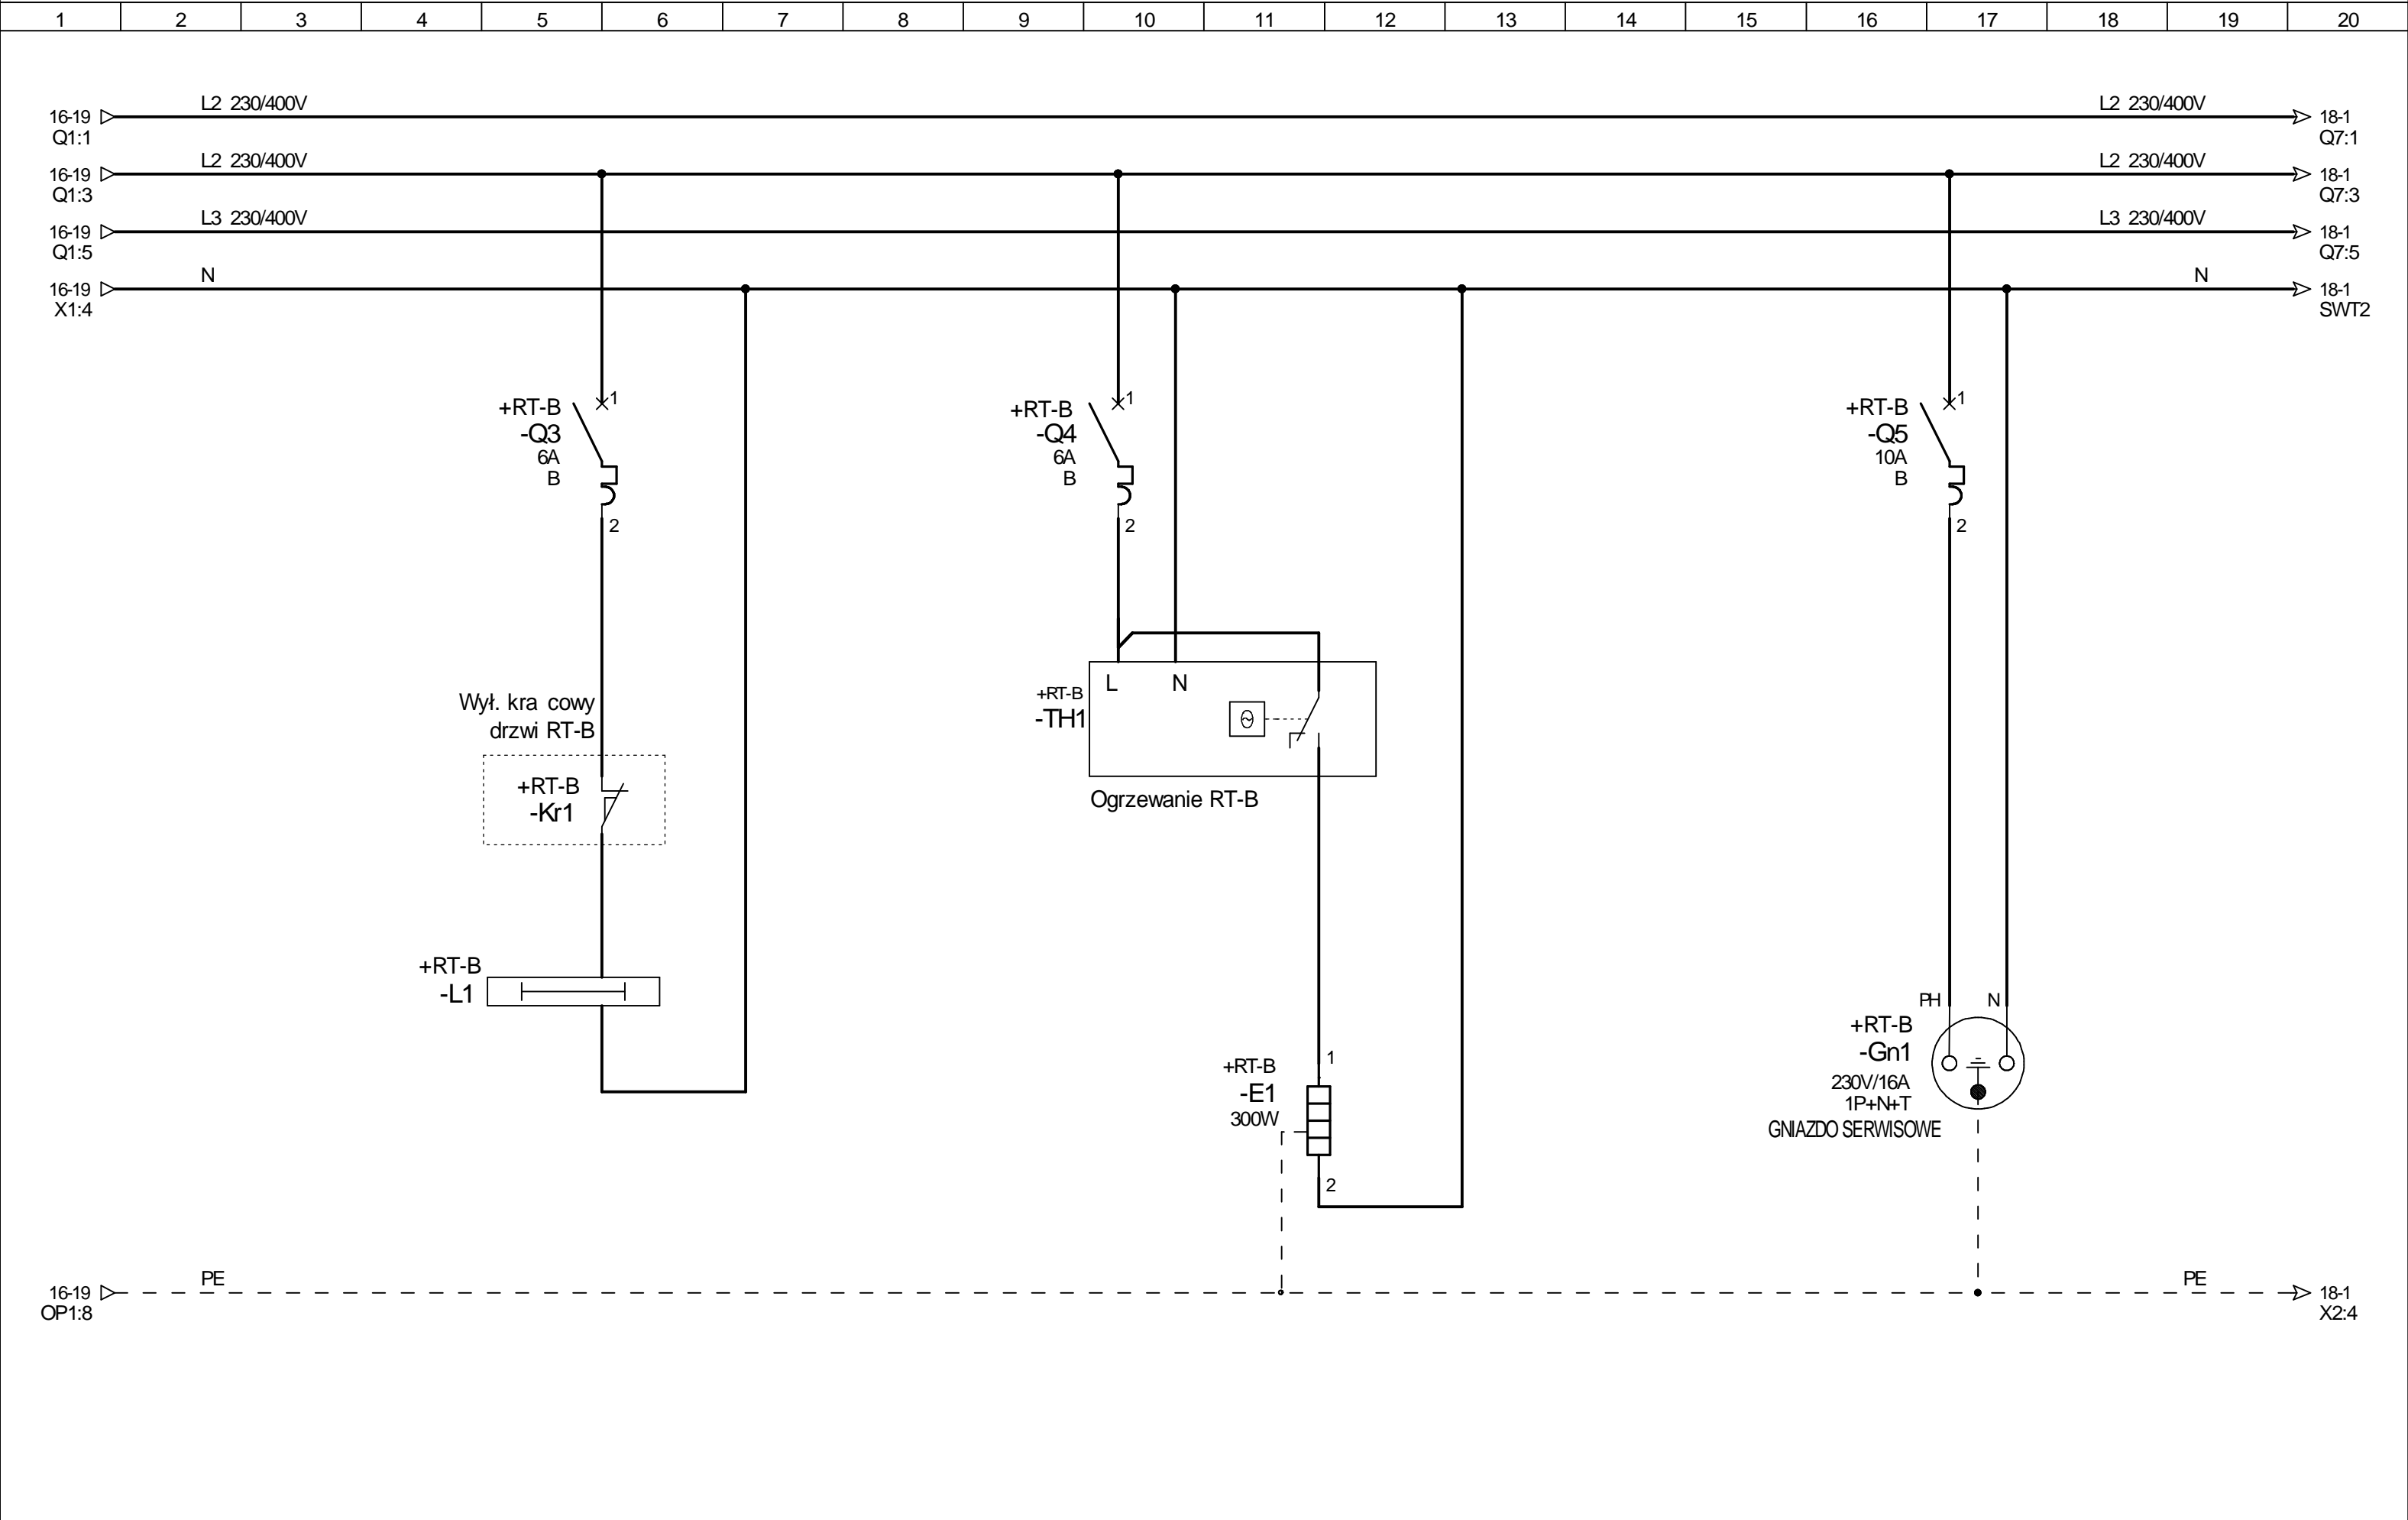 1 2 3 4 5 6 7 8 9 10 11 12 13 14 15 16 17 18 19 20
L2 230/400V L2 230/400V
16-19 18-1
Q1:1 Q7:1
L2 230/400V L2 230/400V
16-19 18-1
Q1:3 Q7:3
L3 230/400V L3 230/400V
16-19 18-1
Q1:5 Q7:5
N N
16-19 18-1
X1:4 SWT2
+RT-B 1
-Q3
6A
B
2
+RT-B 1
-Q4
6A
B
2
+RT-B 1
-Q5
10A
B
2
Wył. kra cowy
drzwi RT-B
+RT-B
-Kr1
+RT-B
-L1
L N
+RT-B
-TH1
Θ
Ogrzewanie RT-B
1
+RT-B
-E1
300W
2
PH N
+RT-B
-Gn1
230V/16A
1P+N+T
GNIAZDO SERWISOWE
PE PE
16-19 18-1
OP1:8 X2:4